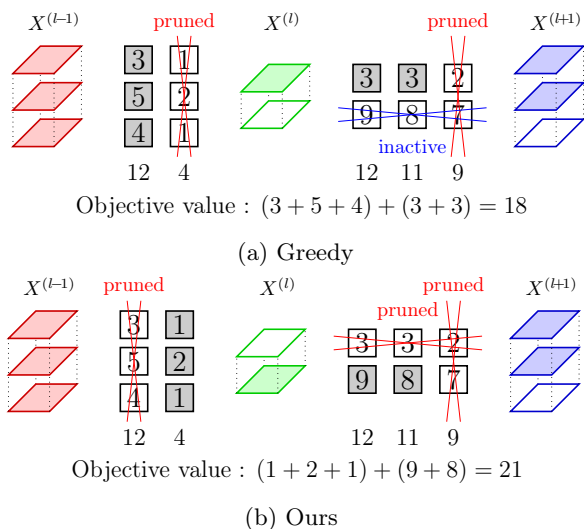 pruned
pruned
X^(l−1)
X^(l)
X^(l+1)
3 1
3 3 2
5 2
9 8 7
4 1
inactive
12 4
12 11 9
Objective value : (3 + 5 + 4) + (3 + 3) = 18
(a) Greedy
X^(l−1)
pruned
X^(l)
pruned
X^(l+1)
pruned
3 1
3 3 2
5 2
9 8 7
4 1
12 4
12 11 9
Objective value : (1 + 2 + 1) + (9 + 8) = 21
(b) Ours